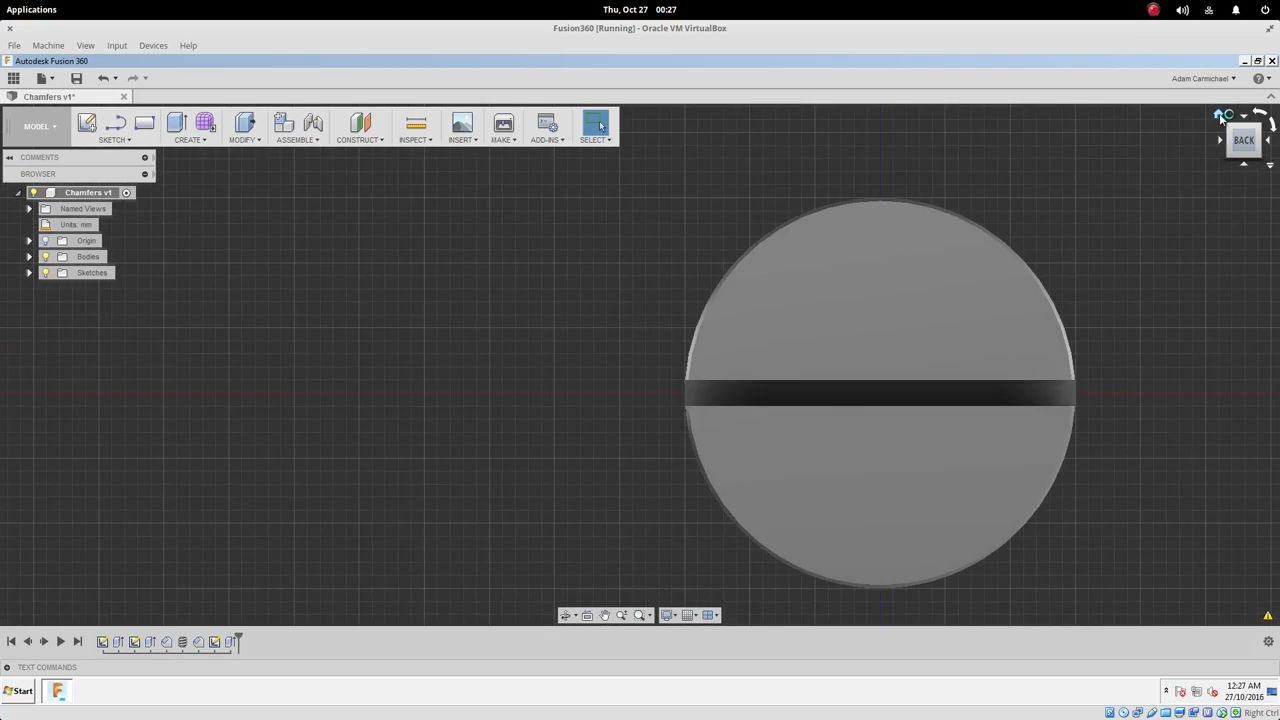 Applications
Thu, Oct 27 00:27
Fusion360 [Running] - Oracle VM VirtualBox
File Machine View Input Devices Help
Autodesk Fusion 360
Adam Carmichael
Chamfers v1*
MODEL
SKETCH
CREATE
MODIFY
ASSEMBLE
CONSTRUCT
INSPECT
INSERT
MAKE
ADD-INS
SELECT
BACK
COMMENTS
BROWSER
Chamfers v1
Named Views
Units: mm
Origin
Bodies
Sketches
TEXT COMMANDS
Start
12:27 AM
27/10/2016
Right Ctrl